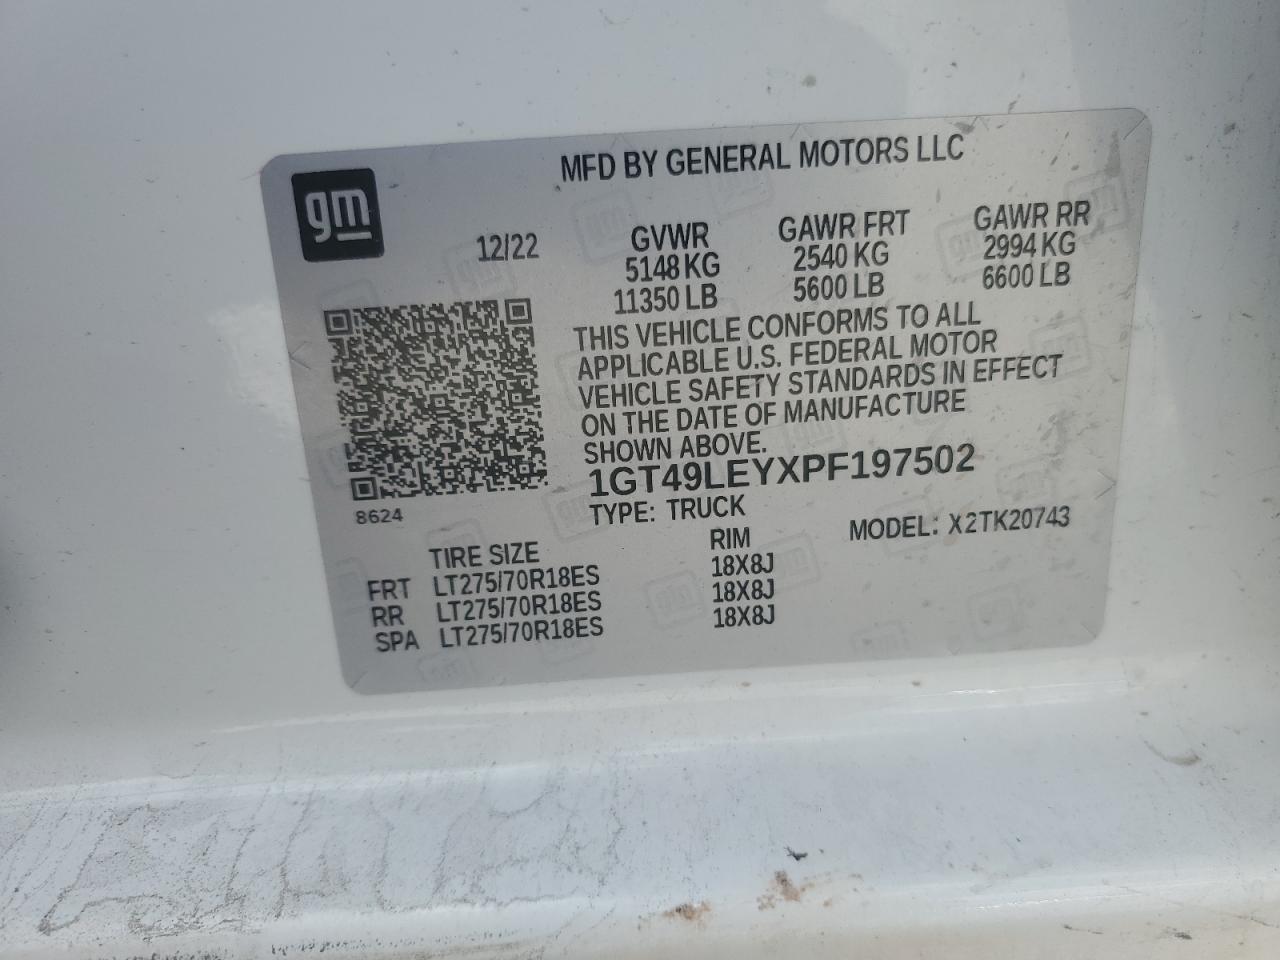 MFD BY GENERAL MOTORS LLC
gm
12/22
GVWR GAWR FRT GAWR RR
5148 KG 2540 KG 2994 KG
11350 LB 5600 LB 6600 LB
THIS VEHICLE CONFORMS TO ALL
APPLICABLE U.S. FEDERAL MOTOR
VEHICLE SAFETY STANDARDS IN EFFECT
ON THE DATE OF MANUFACTURE
SHOWN ABOVE.
1GT49LEYXPF197502
8624
TYPE: TRUCK MODEL: X2TK20743
TIRE SIZE RIM
FRT LT275/70R18ES 18X8J
RR LT275/70R18ES 18X8J
SPA LT275/70R18ES 18X8J